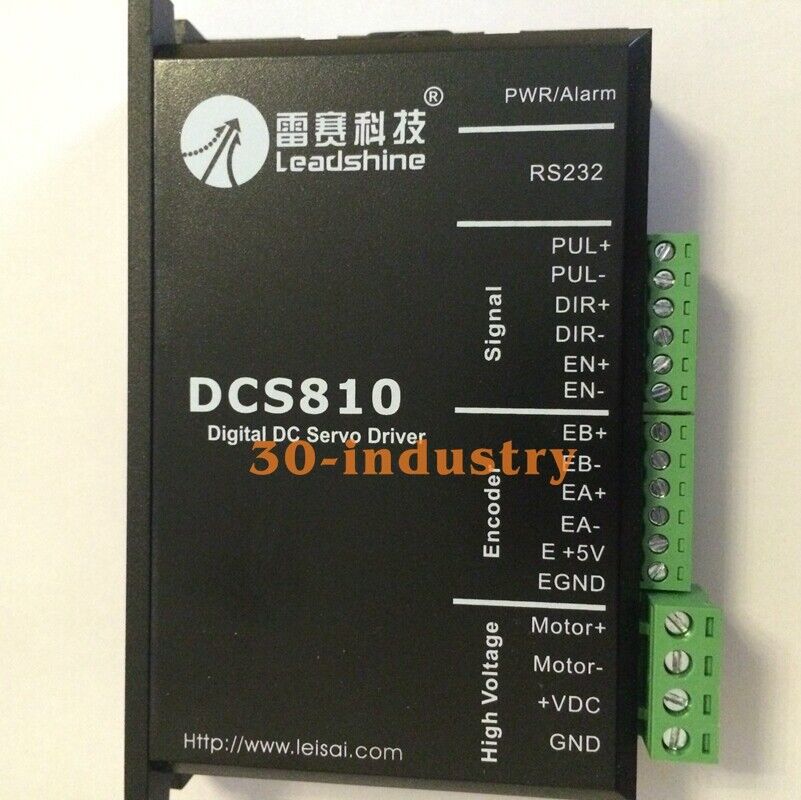 雷赛科技®
Leadshine
PWR/Alarm
RS232
Signal
PUL+
PUL-
DIR+
DIR-
EN+
EN-
DCS810
Digital DC Servo Driver
30-industry
Encoder
EB+
EB-
EA+
EA-
E +5V
EGND
High Voltage
Motor+
Motor-
+VDC
GND
Http://www.leisai.com